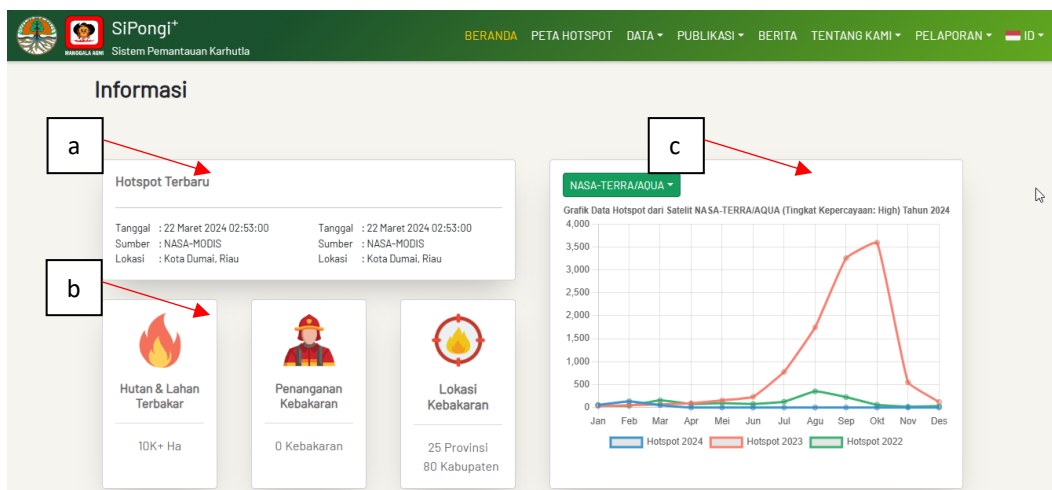 SiPongi⁺
Sistem Pemantauan Karhutla
MANGGALA AGNI
BERANDA PETA HOTSPOT DATA PUBLIKASI BERITA TENTANG KAMI PELAPORAN ID
Informasi
a
Hotspot Terbaru
Tanggal : 22 Maret 2024 02:53:00
Sumber : NASA-MODIS
Lokasi : Kota Dumai, Riau
Tanggal : 22 Maret 2024 02:53:00
Sumber : NASA-MODIS
Lokasi : Kota Dumai, Riau
b
Hutan & Lahan
Terbakar
10K+ Ha
Penanganan
Kebakaran
0 Kebakaran
Lokasi
Kebakaran
25 Provinsi
80 Kabupaten
c
NASA-TERRA/AQUA
Grafik Data Hotspot dari Satelit NASA-TERRA/AQUA (Tingkat Kepercayaan: High) Tahun 2024
4,000
3,500
3,000
2,500
2,000
1,500
1,000
500
0
Jan Feb Mar Apr Mei Jun Jul Agu Sep Okt Nov Des
Hotspot 2024 Hotspot 2023 Hotspot 2022